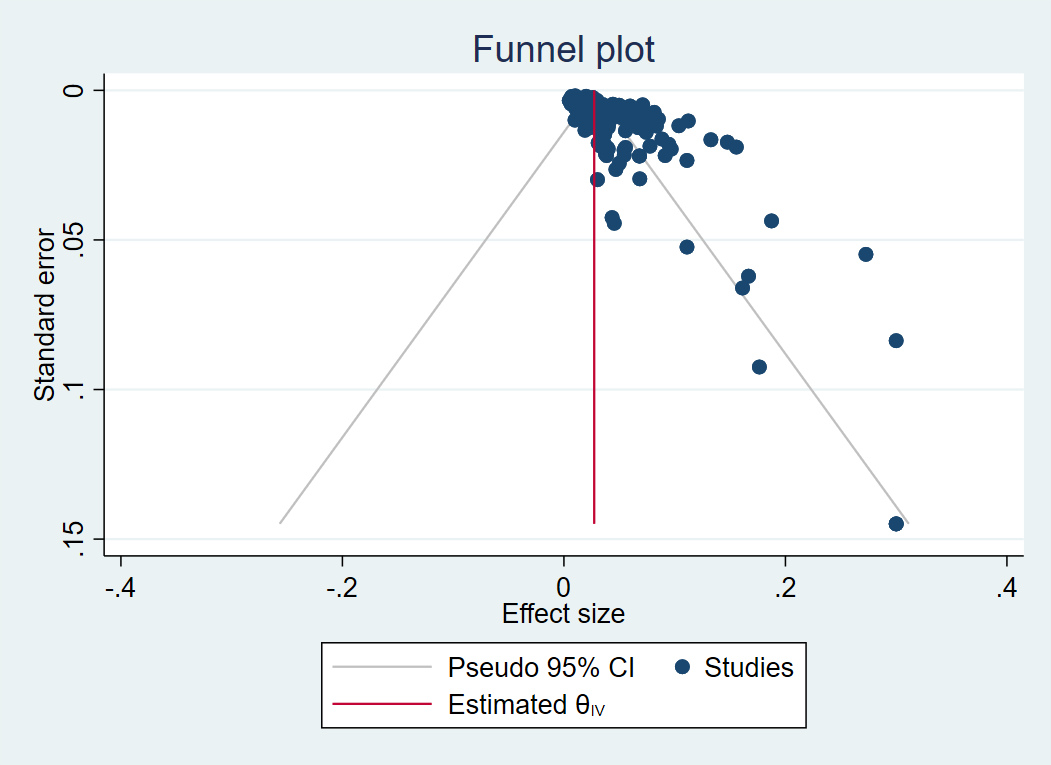 Funnel plot
Standard error
0
.05
.1
.15
-.4
-.2
0
.2
.4
Effect size
Pseudo 95% CI
Studies
Estimated θIV